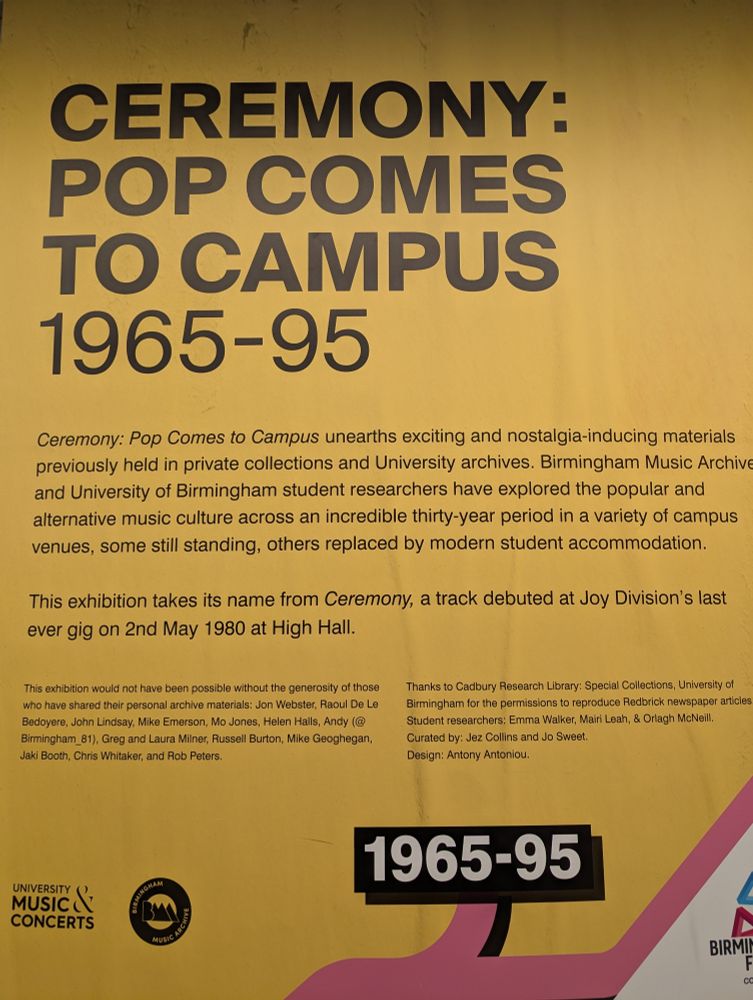 CEREMONY:
POP COMES
TO CAMPUS
1965-95
Ceremony: Pop Comes to Campus unearths exciting and nostalgia-inducing materials
previously held in private collections and University archives. Birmingham Music Archive
and University of Birmingham student researchers have explored the popular and
alternative music culture across an incredible thirty-year period in a variety of campus
venues, some still standing, others replaced by modern student accommodation.
This exhibition takes its name from Ceremony, a track debuted at Joy Division's last
ever gig on 2nd May 1980 at High Hall.
This exhibition would not have been possible without the generosity of those
who have shared their personal archive materials: Jon Webster, Raoul De Le
Bedoyere, John Lindsay, Mike Emerson, Mo Jones, Helen Halls, Andy (@
Birmingham_81), Greg and Laura Milner, Russell Burton, Mike Geoghegan,
Jaki Booth, Chris Whitaker, and Rob Peters.
Thanks to Cadbury Research Library: Special Collections, University of
Birmingham for the permissions to reproduce Redbrick newspaper articles
Student researchers: Emma Walker, Mairi Leah, & Orlagh McNeill.
Curated by: Jez Collins and Jo Sweet.
Design: Antony Antoniou.
1965-95
UNIVERSITY
MUSIC &
CONCERTS
BIRMINGHAM
BMA
MUSIC ARCHIVE
BIRMIN
F